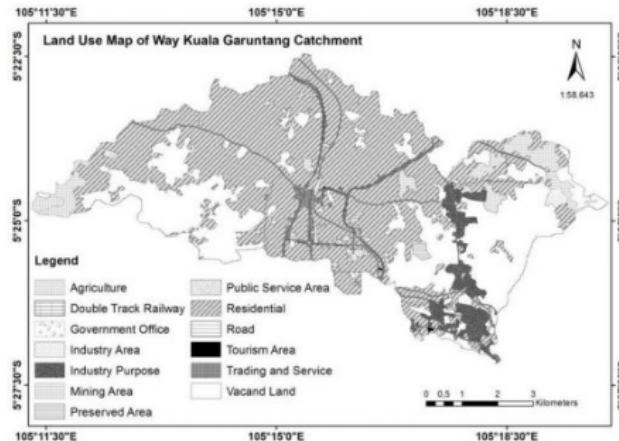 105°11'30"E 105°15'0"E 105°18'30"E
Land Use Map of Way Kuala Garuntang Catchment
N
1:58.643
5°22'30"S
5°25'0"S
5°27'30"S
Legend
Agriculture
Double Track Railway
Government Office
Industry Area
Industry Purpose
Mining Area
Preserved Area
Public Service Area
Residential
Road
Tourism Area
Trading and Service
Vacand Land
0 0.5 1 2 3
Kilometers
105°11'30"E 105°15'0"E 105°18'30"E